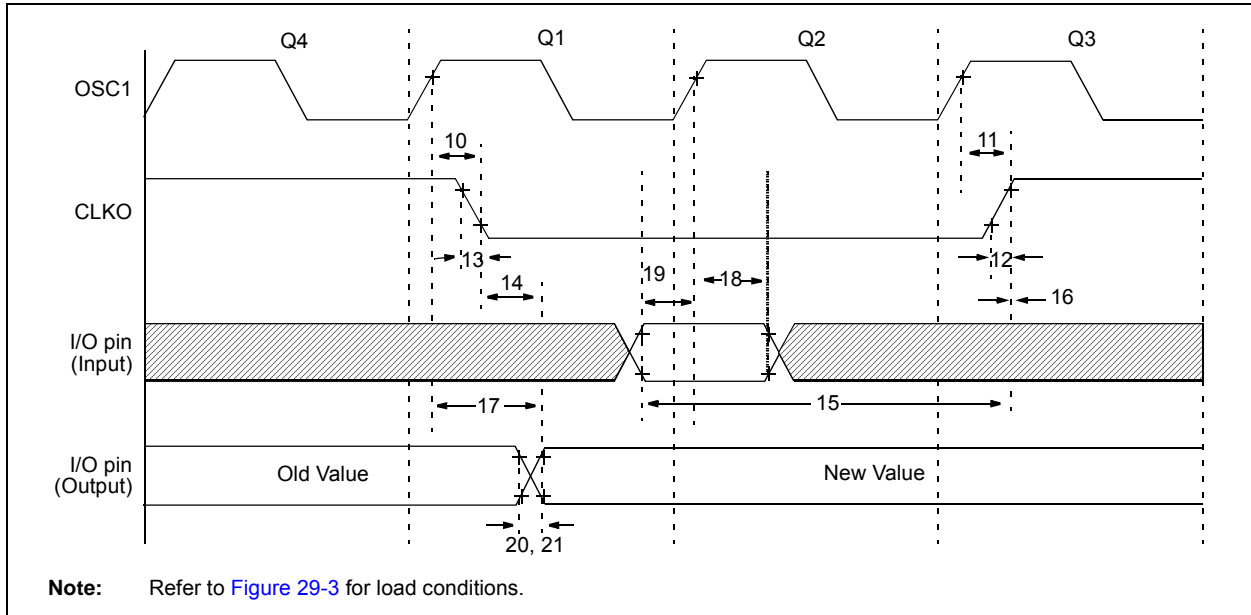 Q4 Q1 Q2 Q3
OSC1
10 11
CLKO
13 12
14 19 18 16
I/O pin
(Input)
17 15
I/O pin
(Output)
Old Value New Value
20, 21
Note: Refer to Figure 29-3 for load conditions.